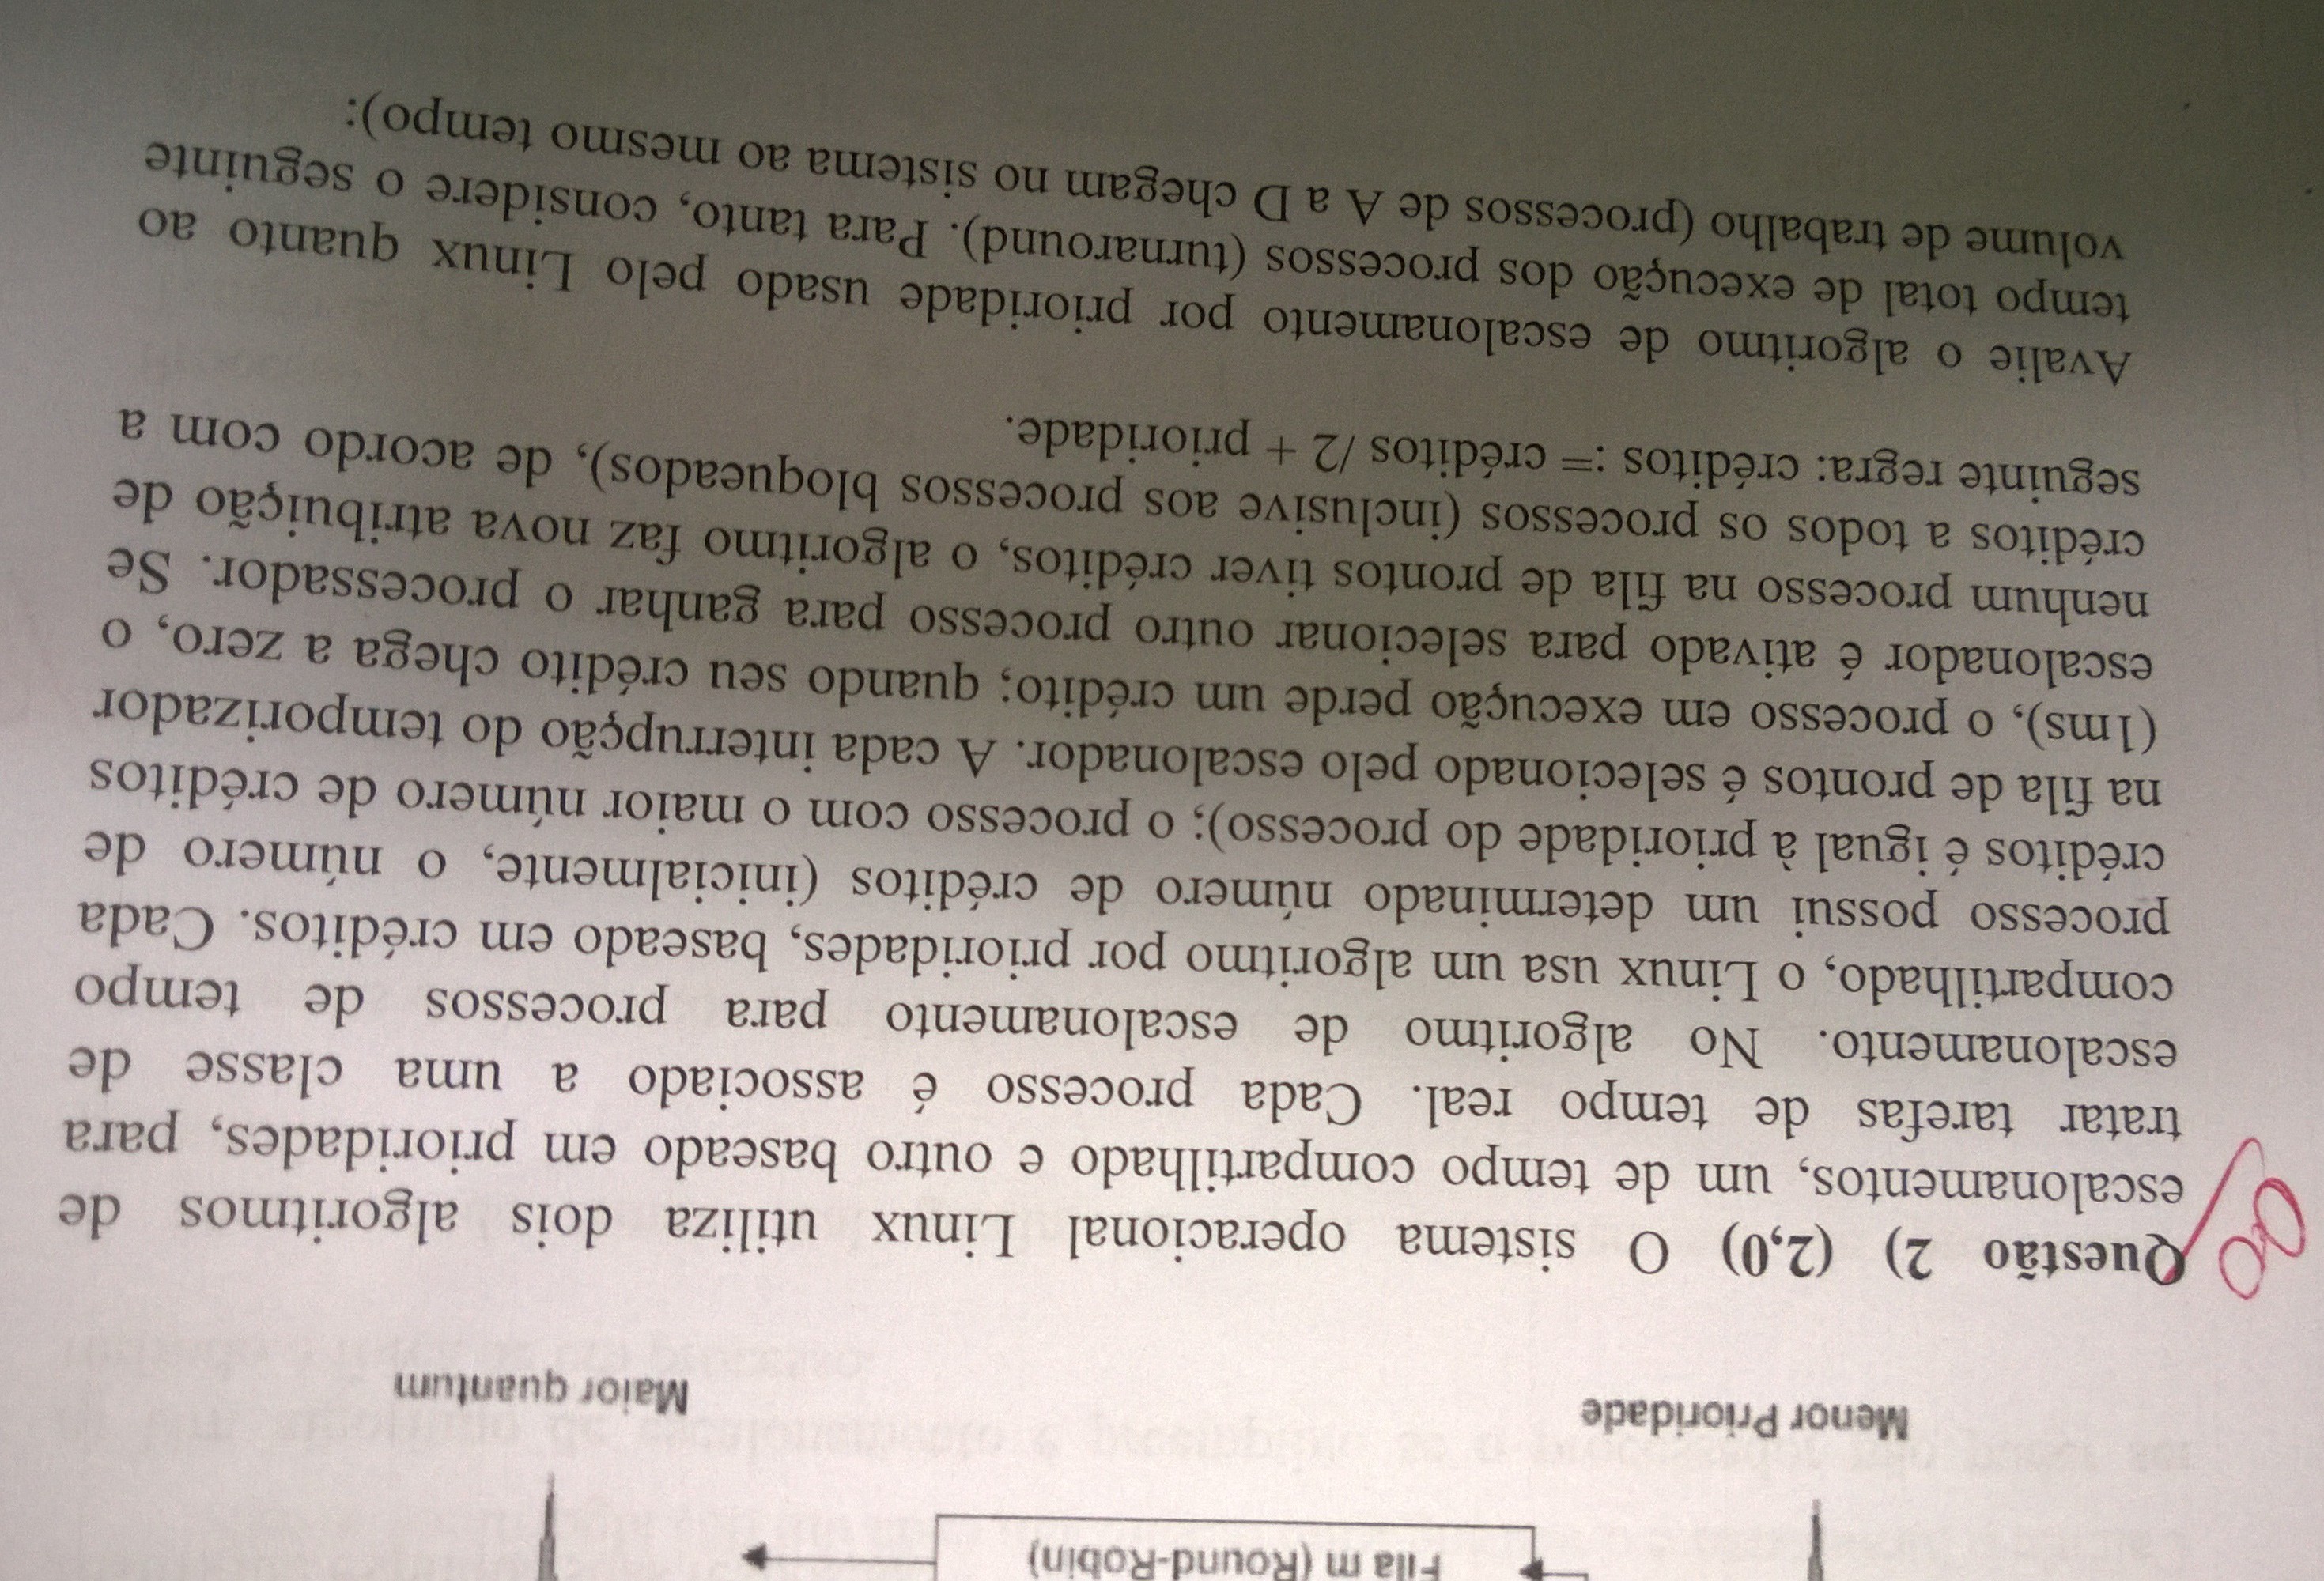 Fila m (Round-Robin)
Menor Prioridade
Maior quantum
0,0
Questão 2) (2,0) O sistema operacional Linux utiliza dois algoritmos de
escalonamentos, um de tempo compartilhado e outro baseado em prioridades, para
tratar tarefas de tempo real. Cada processo é associado a uma classe de
escalonamento. No algoritmo de escalonamento para processos de tempo
compartilhado, o Linux usa um algoritmo por prioridades, baseado em créditos. Cada
processo possui um determinado número de créditos (inicialmente, o número de
créditos é igual à prioridade do processo); o processo com o maior número de créditos
na fila de prontos é selecionado pelo escalonador. A cada interrupção do temporizador
(1ms), o processo em execução perde um crédito; quando seu crédito chega a zero, o
escalonador é ativado para selecionar outro processo para ganhar o processador. Se
nenhum processo na fila de prontos tiver créditos, o algoritmo faz nova atribuição de
créditos a todos os processos (inclusive aos processos bloqueados), de acordo com a
seguinte regra: créditos := créditos /2 + prioridade.
Avalie o algoritmo de escalonamento por prioridade usado pelo Linux quanto ao
tempo total de execução dos processos (turnaround). Para tanto, considere o seguinte
volume de trabalho (processos de A a D chegam no sistema ao mesmo tempo):